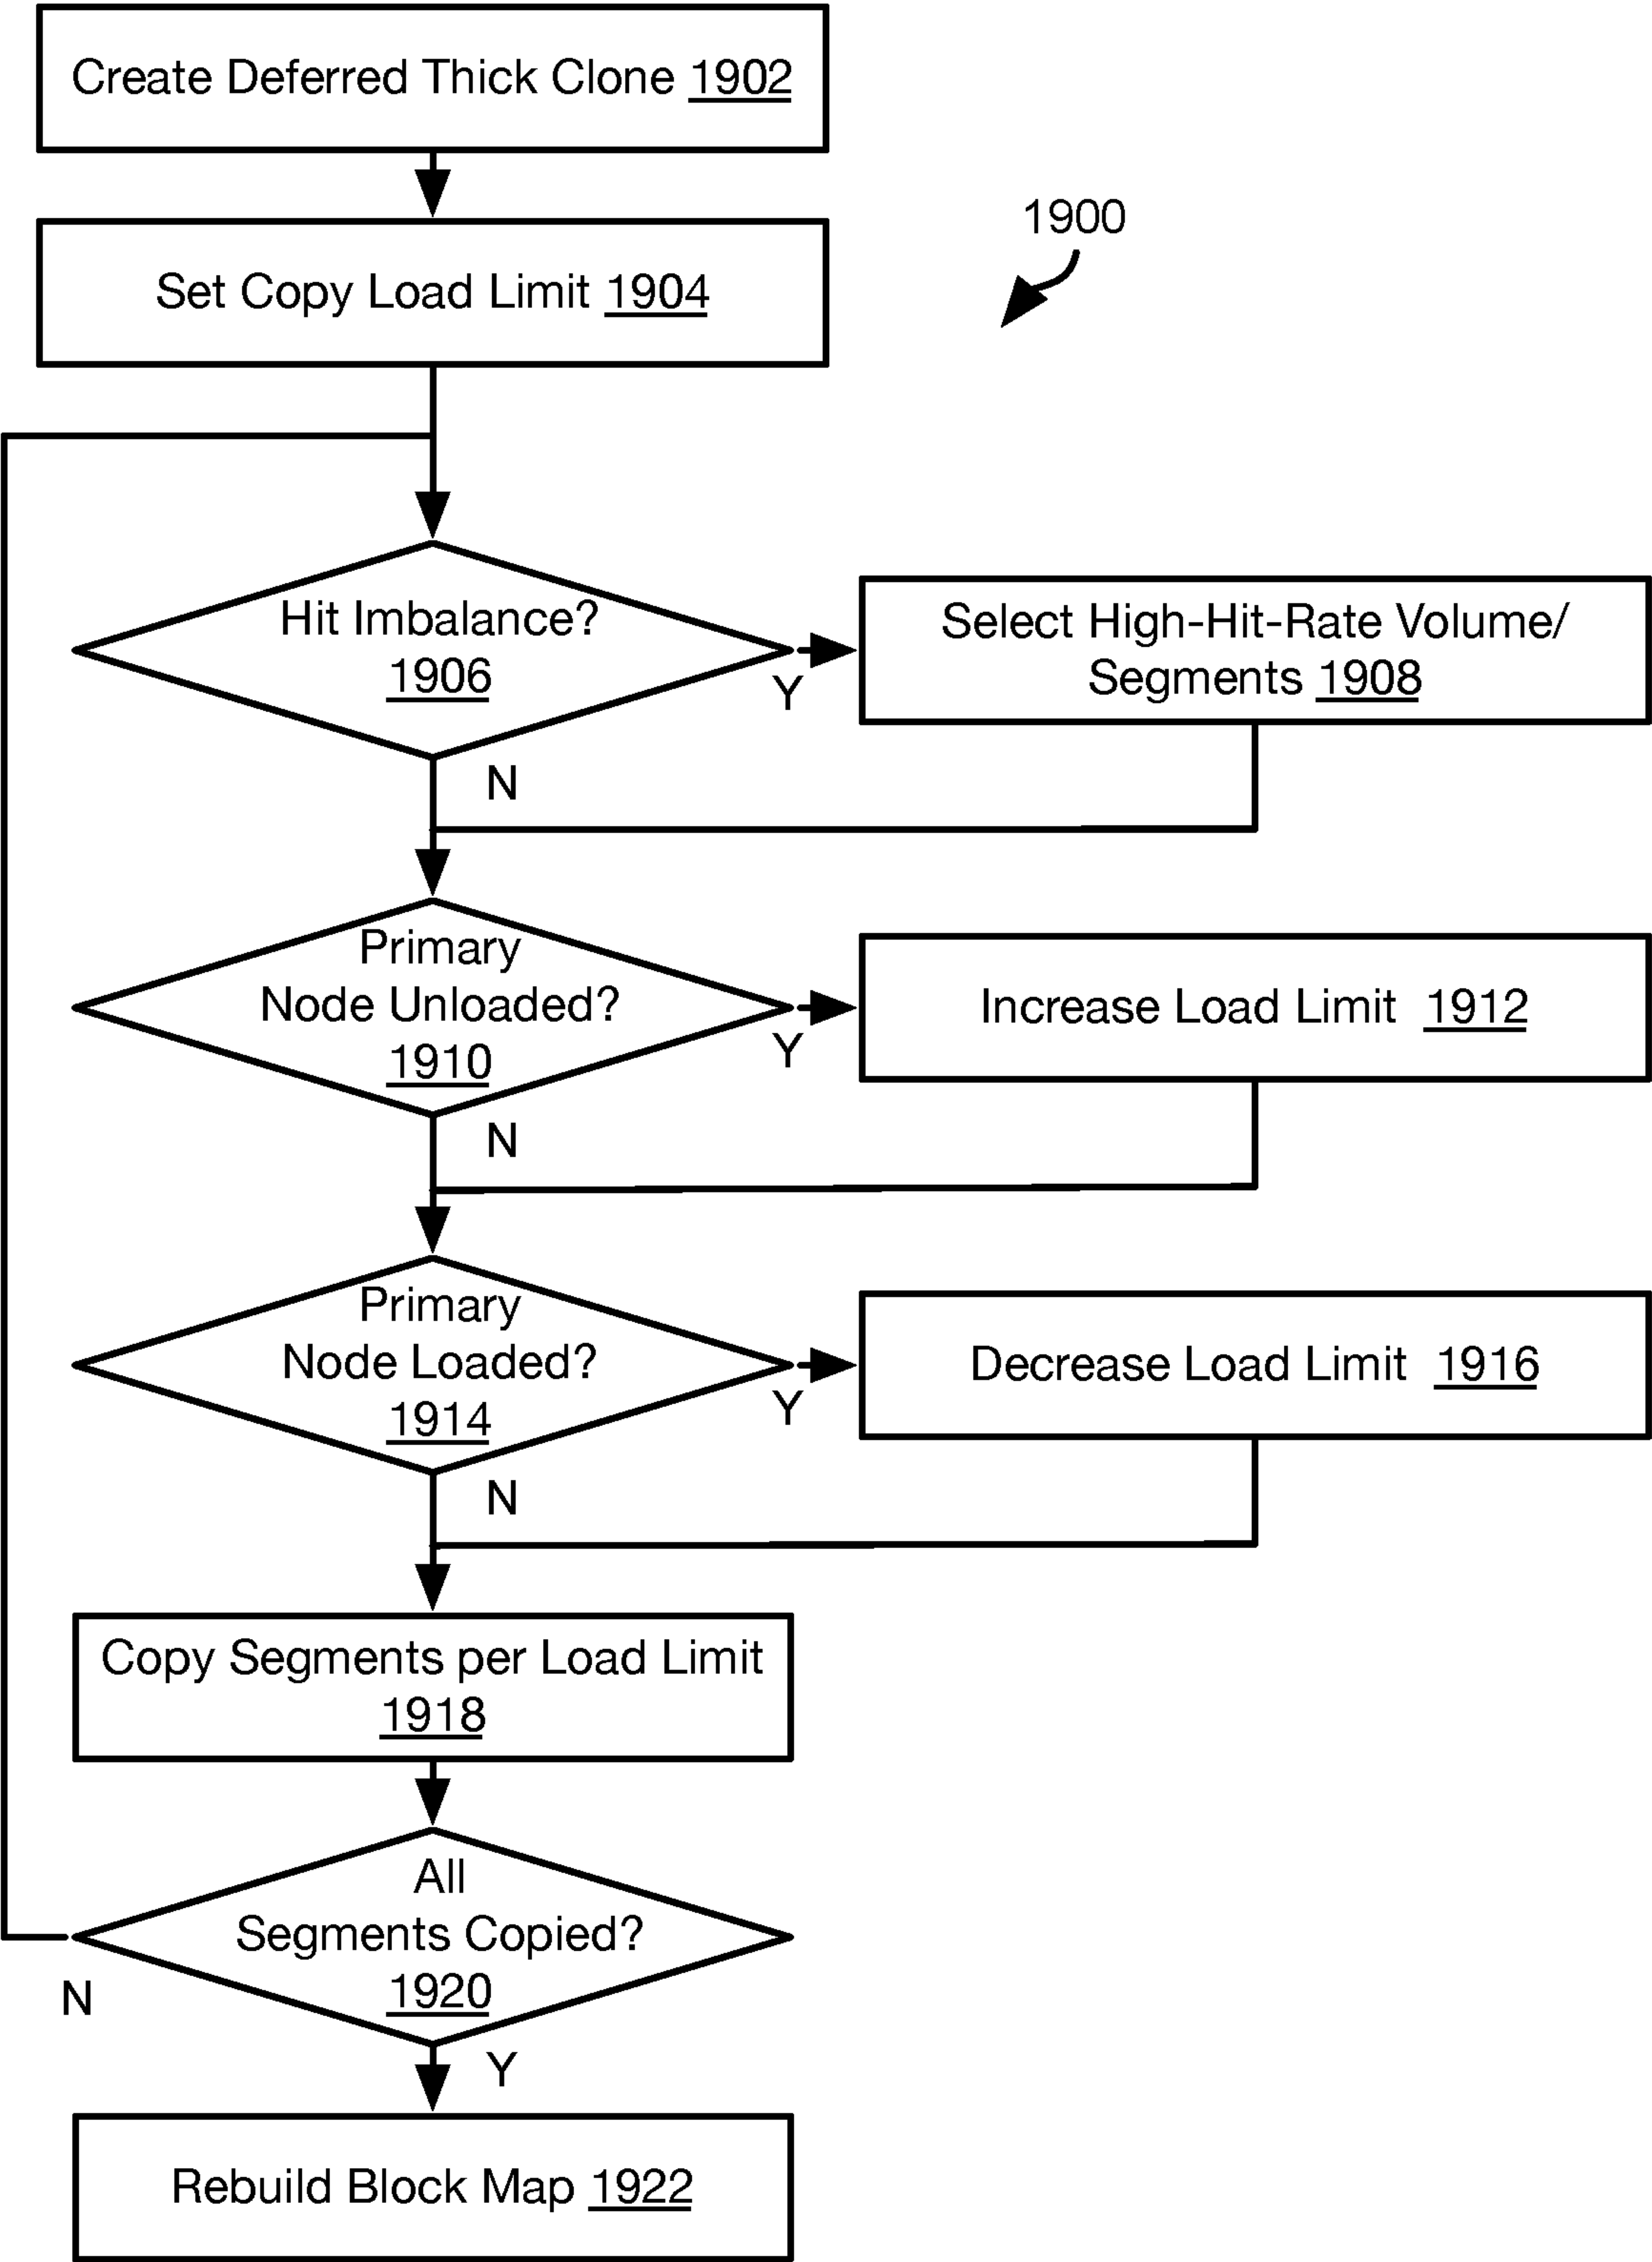 Create Deferred Thick Clone 1902
1900
Set Copy Load Limit 1904
Hit Imbalance?
1906
Y
N
Select High-Hit-Rate Volume/
Segments 1908
Primary
Node Unloaded?
1910
Y
N
Increase Load Limit 1912
Primary
Node Loaded?
1914
Y
N
Decrease Load Limit 1916
Copy Segments per Load Limit
1918
All
Segments Copied?
1920
N
Y
Rebuild Block Map 1922